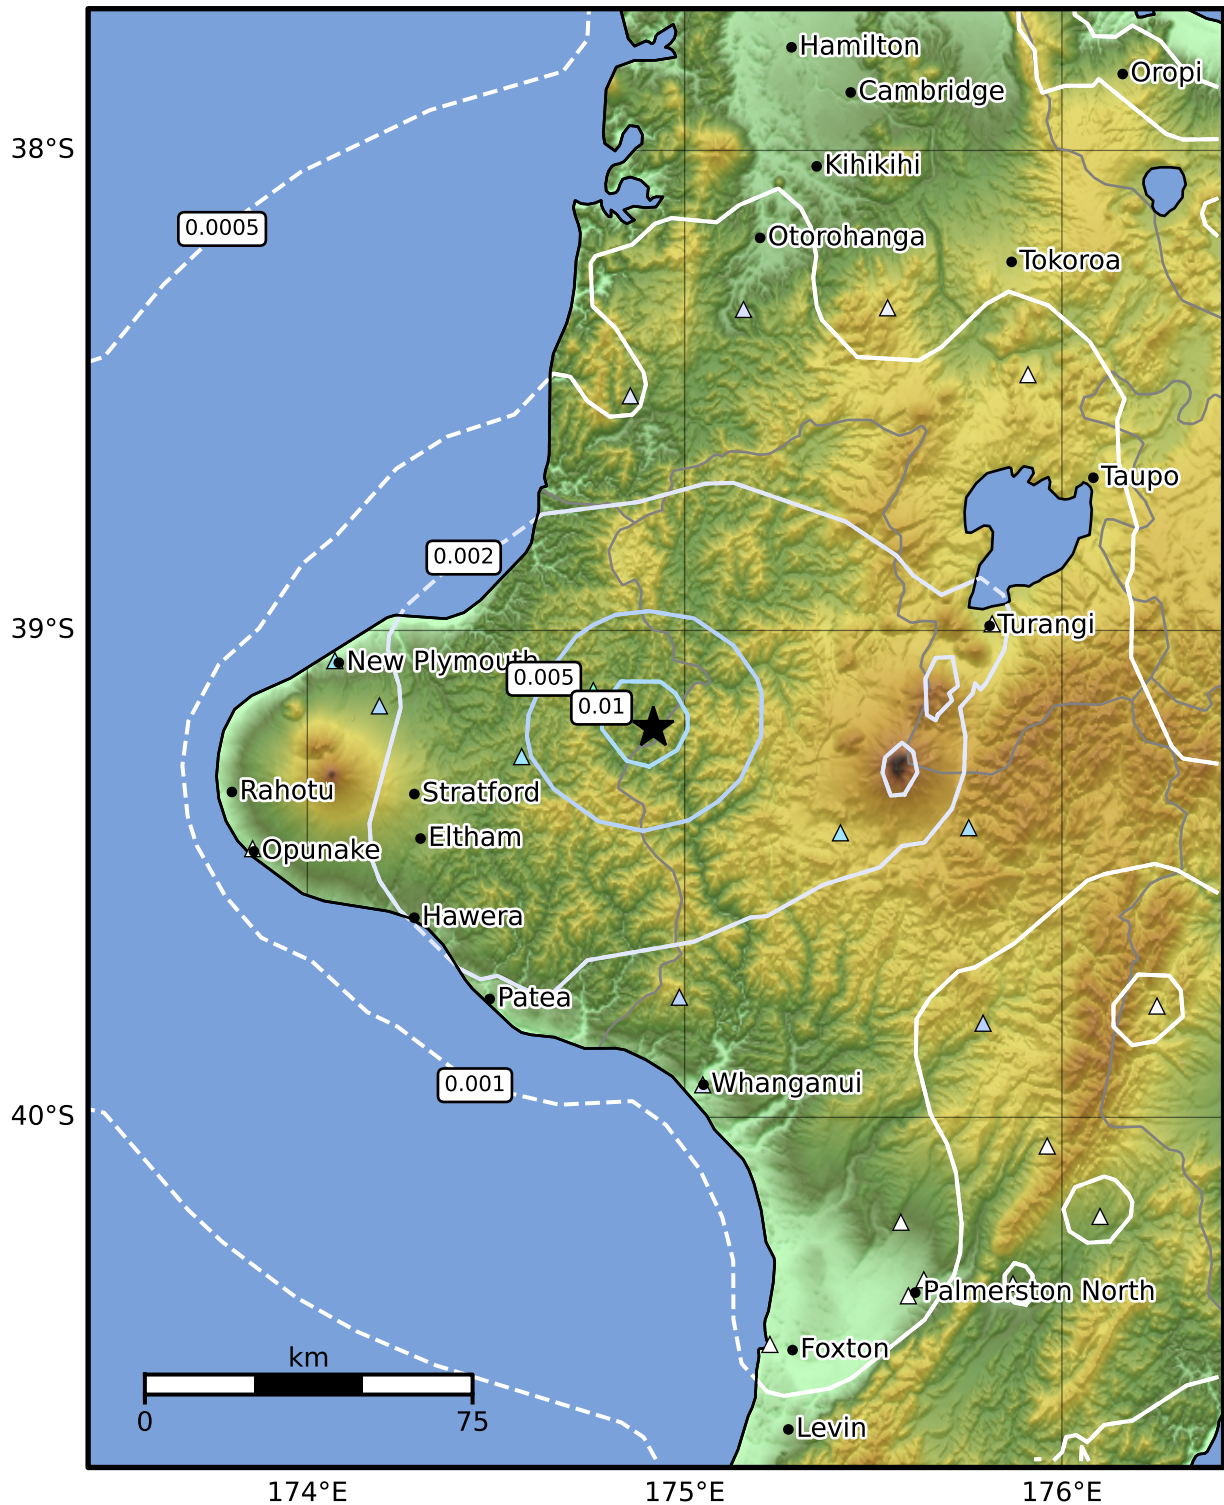 Hamilton
Oropi
Cambridge
38°S
Kihikihi
0.0005
Otorohanga
Tokoroa
Taupo
0.002
39°S
Turangi
New Plymouth
0.005
0.01
Rahotu
Stratford
Eltham
Opunake
Hawera
Patea
Whanganui
0.001
40°S
Palmerston North
Foxton
km
0
75
Levin
174°E
175°E
176°E